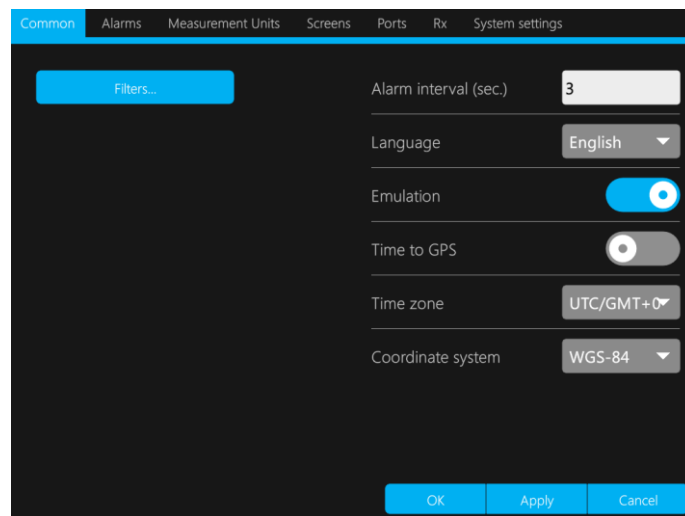 Common Alarms Measurement Units Screens Ports Rx System settings
Filters...
Alarm interval (sec.) 3
Language English
Emulation
Time to GPS
Time zone UTC/GMT+0
Coordinate system WGS-84
OK Apply Cancel